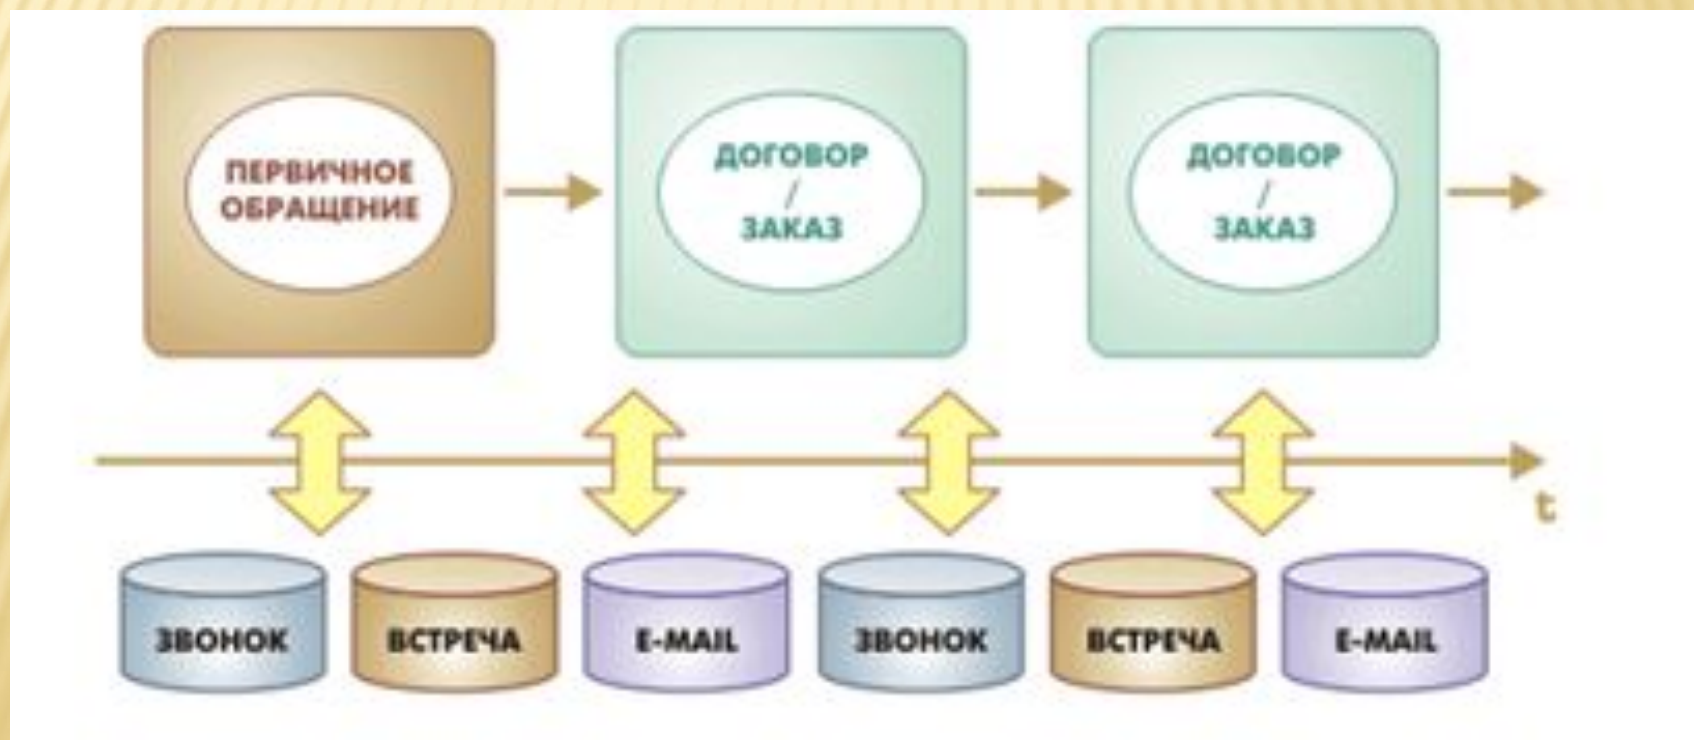 ПЕРВИЧНОЕ
ОБРАЩЕНИЕ
ДОГОВОР
/
ЗАКАЗ
ДОГОВОР
/
ЗАКАЗ
t
ЗВОНОК
ВСТРЕЧА
E-MAIL
ЗВОНОК
ВСТРЕЧА
E-MAIL